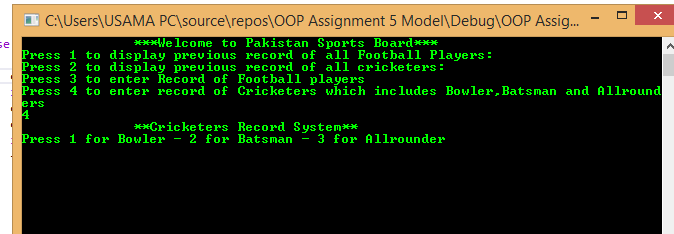 C:\Users\USAMA PC\source\repos\OOP Assignment 5 Model\Debug\OOP Assig...
***Welcome to Pakistan Sports Board***
Press 1 to display previous record of all Football Players:
Press 2 to display previous record of all cricketers:
Press 3 to enter Record of Football players
Press 4 to enter record of Cricketers which includes Bowler,Batsman and Allround
ers
4
**Cricketers Record System**
Press 1 for Bowler - 2 for Batsman - 3 for Allrounder